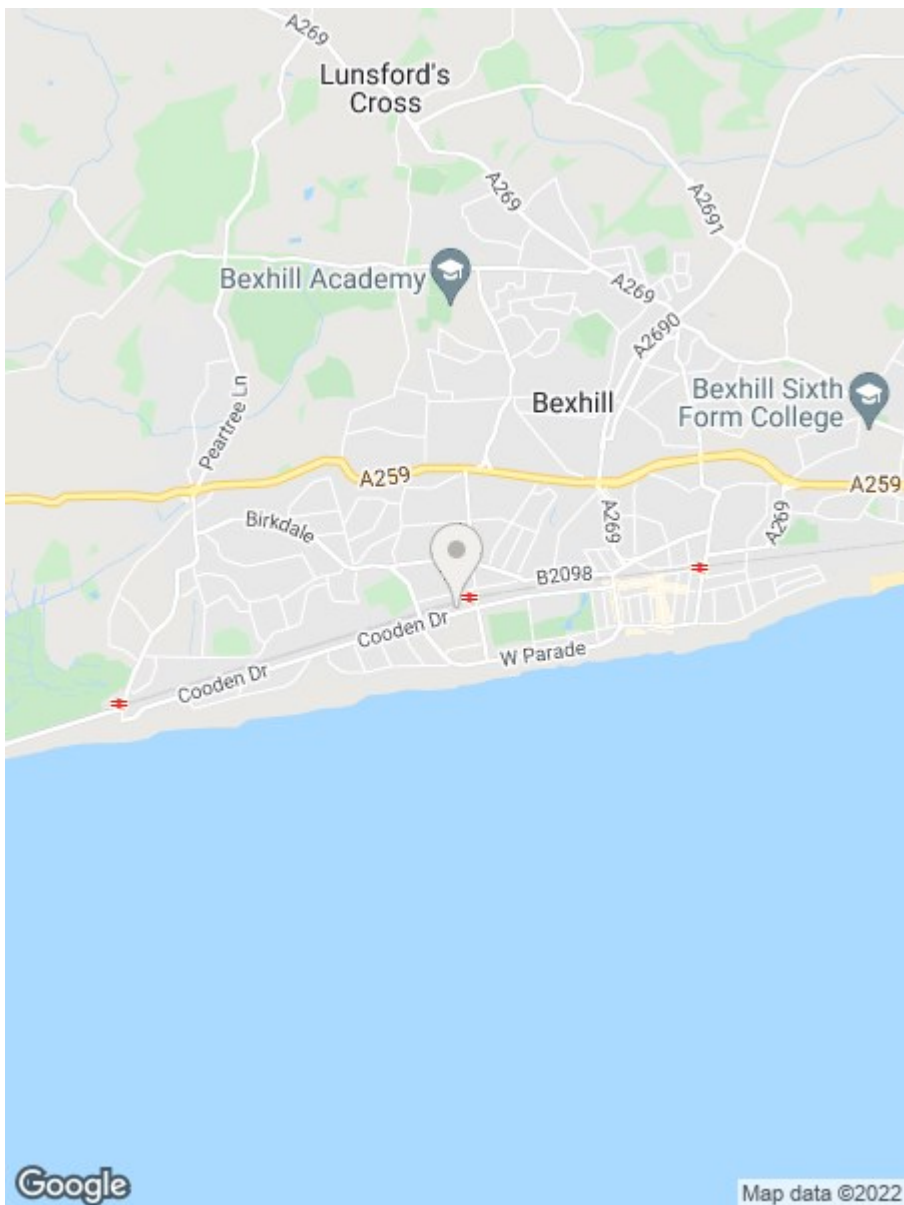 A269
Lunsford's
Cross
A269
A2691
Bexhill Academy
A269
A2690
Peartree Ln
Bexhill
Bexhill Sixth
Form College
A259
A259
Birkdale
A269
A269
B2098
Cooden Dr
W Parade
Cooden Dr
Google
Map data ©2022